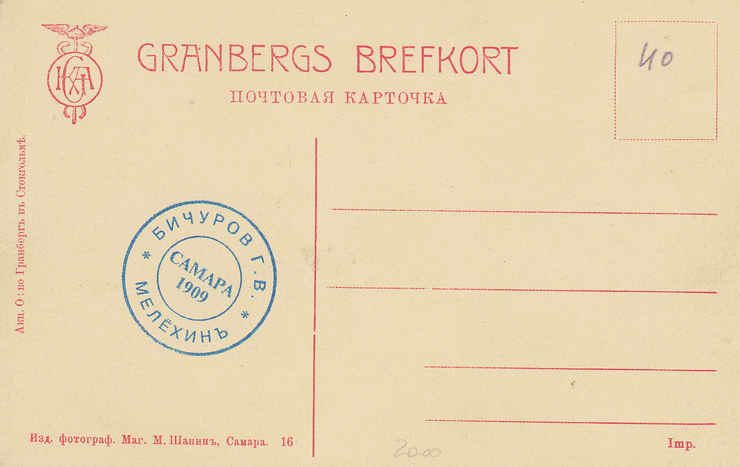 GRANBERGS BREFKORT
ПОЧТОВАЯ КАРТОЧКА
40
Акц. О-во Гранбергъ въ Стокгольмѣ.
* БИЧУРОВ Г.В. *
САМАРА
1909
МЕЛЁХИНЪ
Изд. фотограф. Маг. М. Шанинъ, Самара. 16
Imp.
2000